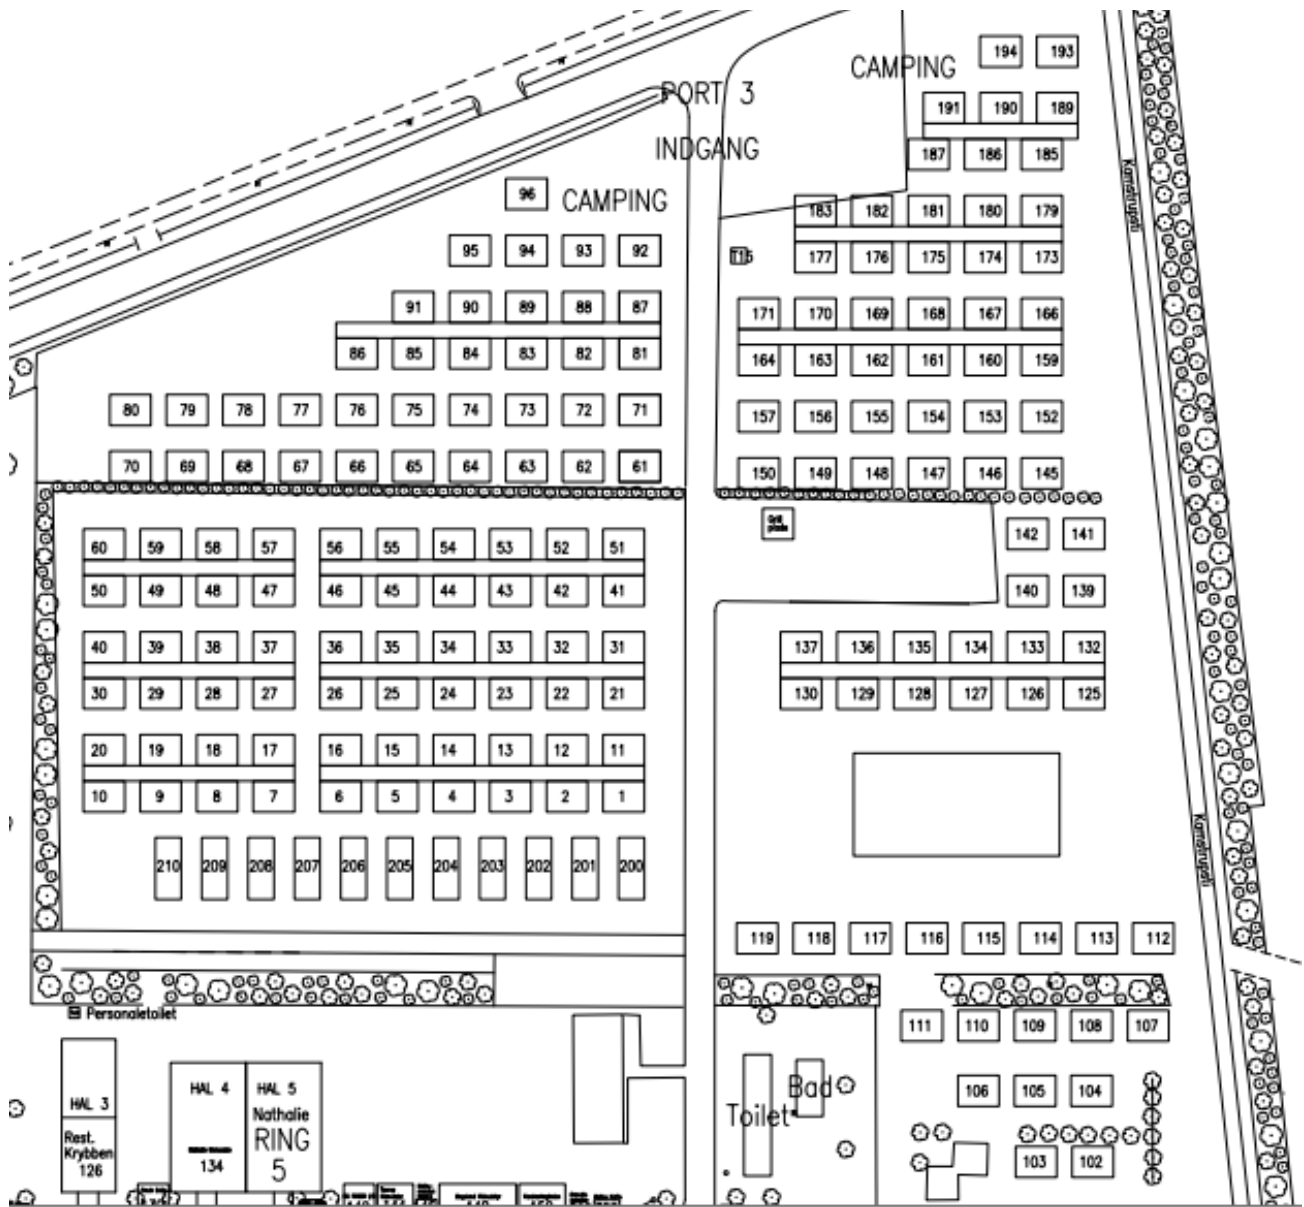 194 193
CAMPING
PORT 3
191 190 189
INDGANG
187 186 185
96
CAMPING
183 182 181 180 179
95 94 93 92
T15
177 176 175 174 173
91 90 89 88 87
171 170 169 168 167 166
86 85 84 83 82 81
164 163 162 161 160 159
80 79 78 77 76 75 74 73 72 71
157 156 155 154 153 152
70 69 68 67 66 65 64 63 62 61
150 149 148 147 146 145
Grill
plads
142 141
60 59 58 57 56 55 54 53 52 51
50 49 48 47 46 45 44 43 42 41
140 139
40 39 38 37 36 35 34 33 32 31
137 136 135 134 133 132
30 29 28 27 26 25 24 23 22 21
130 129 128 127 126 125
20 19 18 17 16 15 14 13 12 11
10 9 8 7 6 5 4 3 2 1
210 209 208 207 206 205 204 203 202 201 200
119 118 117 116 115 114 113 112
Personaletoilet
111 110 109 108 107
HAL 3
HAL 4
HAL 5
Nathalie
RING
5
Rest.
Krybben
126
134
Bad
Toilet
106 105 104
103 102